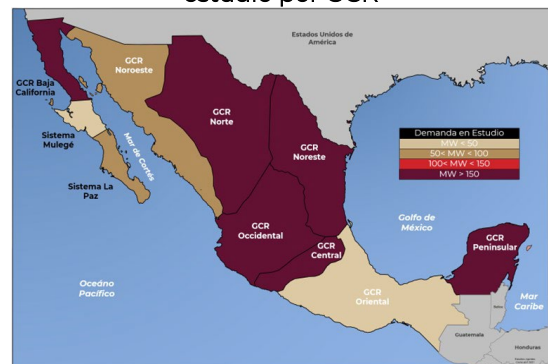 estudio por GCR
Estados Unidos de
América
GCR Baja
California
GCR
Noroeste
GCR
Norte
GCR
Noreste
Sistema
Mulegé
Mar de Cortés
Sistema La
Paz
Demanda en Estudio
MW < 50
50< MW < 100
100< MW < 150
MW > 150
GCR
Occidental
GCR
Central
Golfo de
México
GCR
Peninsular
Océano
Pacífico
GCR
Oriental
Mar
Caribe
Guatemala
Honduras